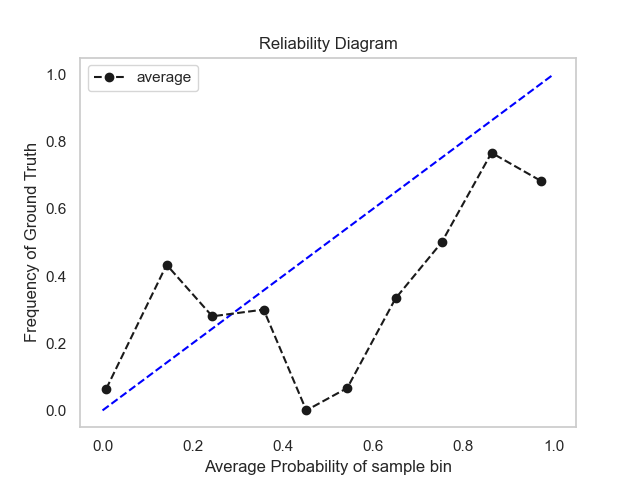 Reliability Diagram
average
Frequency of Ground Truth
1.0
0.8
0.6
0.4
0.2
0.0
0.0 0.2 0.4 0.6 0.8 1.0
Average Probability of sample bin